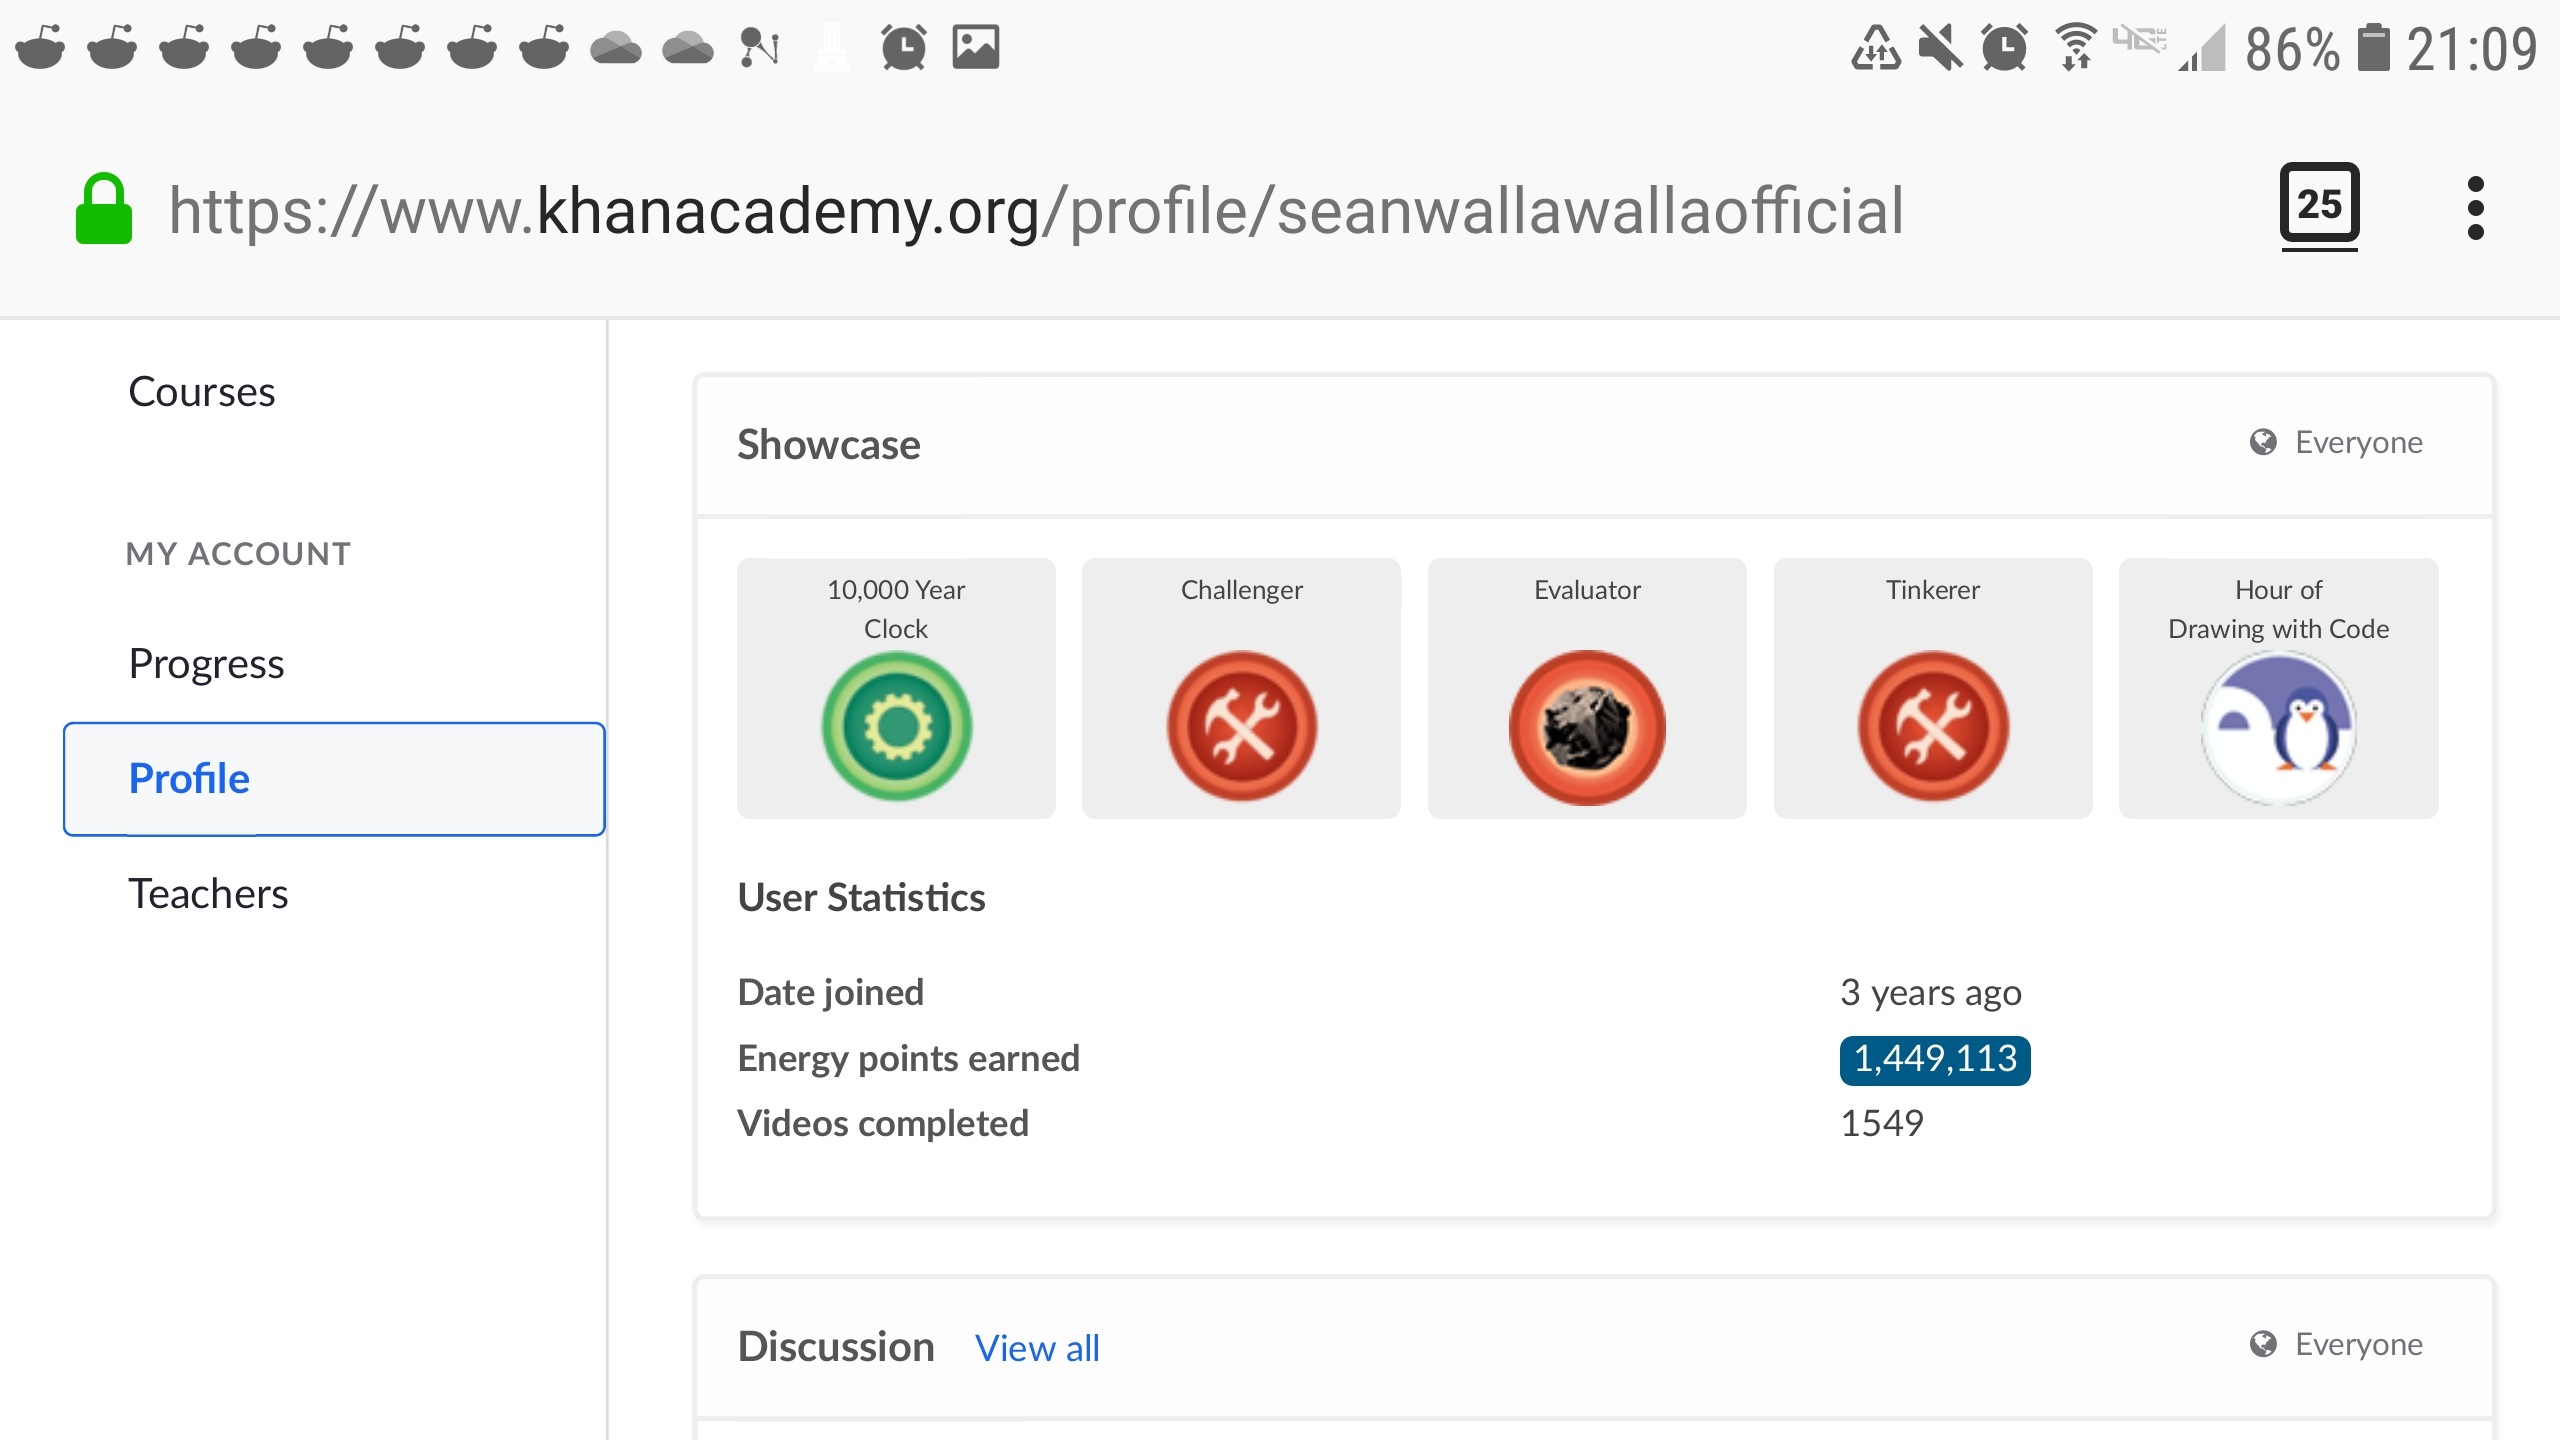 86% 21:09
https://www.khanacademy.org/profile/seanwallawallaofficial 25
Courses
MY ACCOUNT
Progress
Profile
Teachers
Showcase Everyone
10,000 Year
Clock
Challenger
Evaluator
Tinkerer
Hour of
Drawing with Code
User Statistics
Date joined 3 years ago
Energy points earned 1,449,113
Videos completed 1549
Discussion View all Everyone